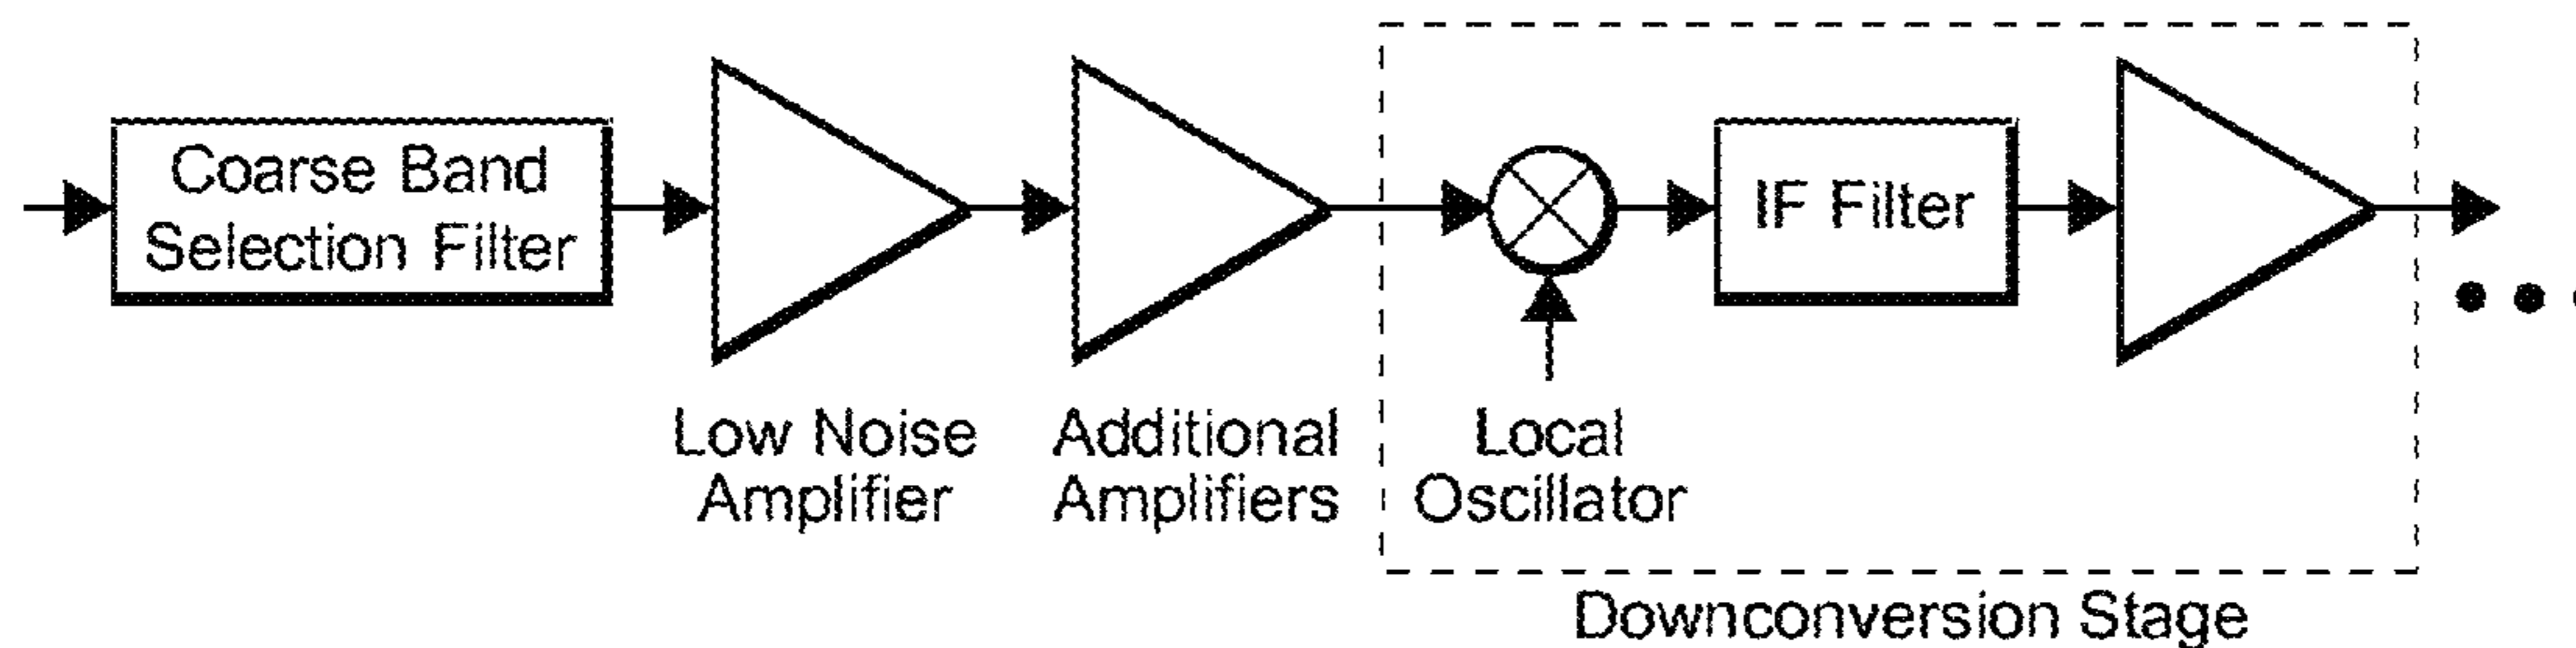 Coarse Band
Selection Filter
IF Filter
Low Noise
Amplifier
Additional
Amplifiers
Local
Oscillator
Downconversion Stage